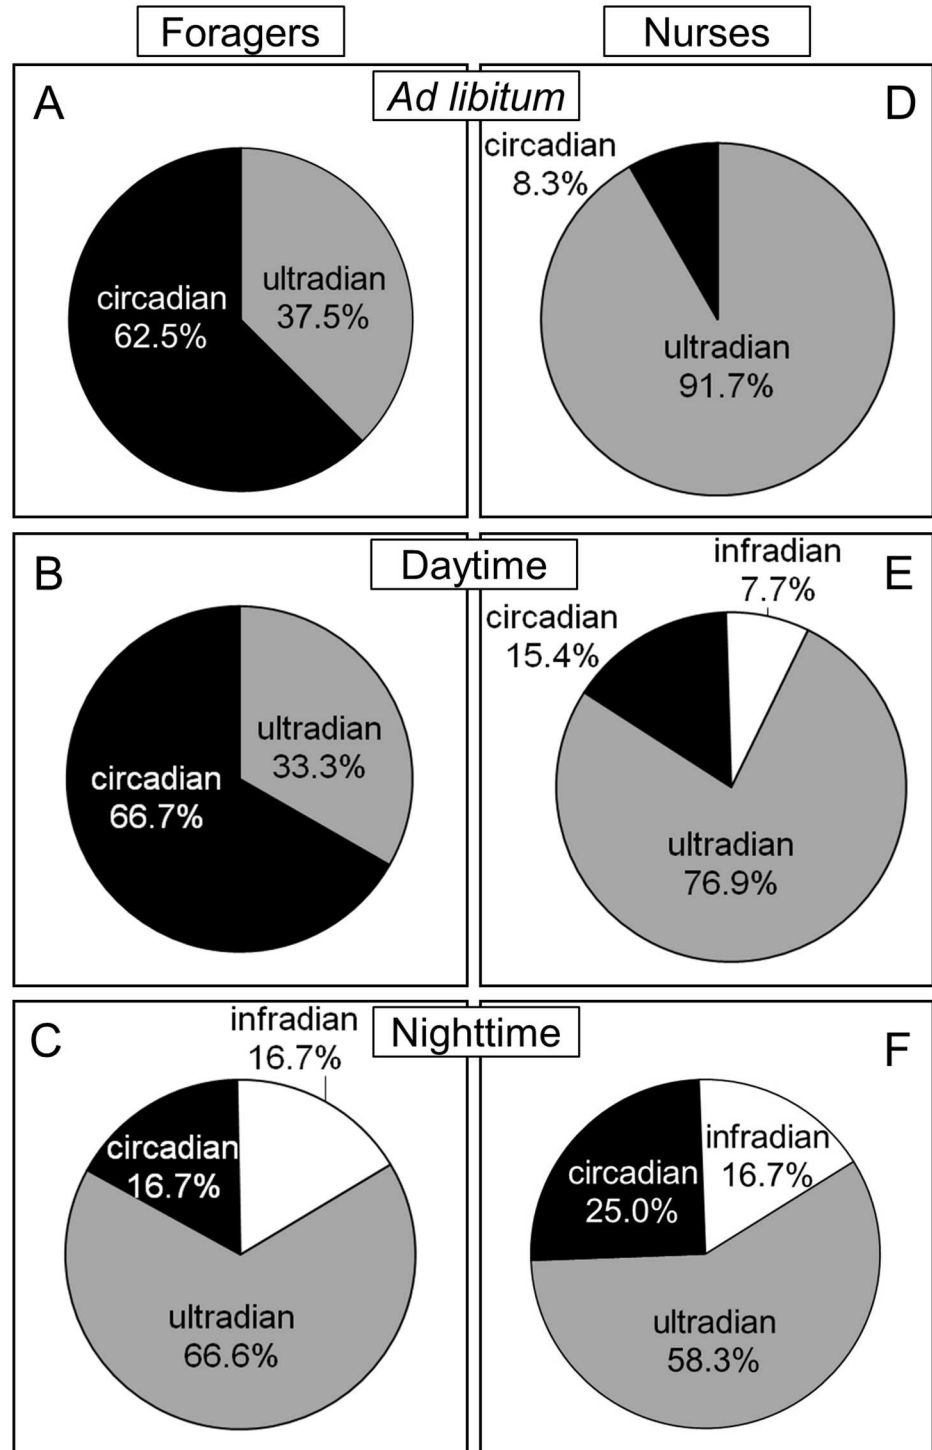 Foragers
Nurses
A
Ad libitum
D
circadian
62.5%
ultradian
37.5%
circadian
8.3%
ultradian
91.7%
B
Daytime
E
circadian
66.7%
ultradian
33.3%
circadian
15.4%
infradian
7.7%
ultradian
76.9%
C
Nighttime
F
infradian
16.7%
circadian
16.7%
ultradian
66.6%
circadian
25.0%
infradian
16.7%
ultradian
58.3%